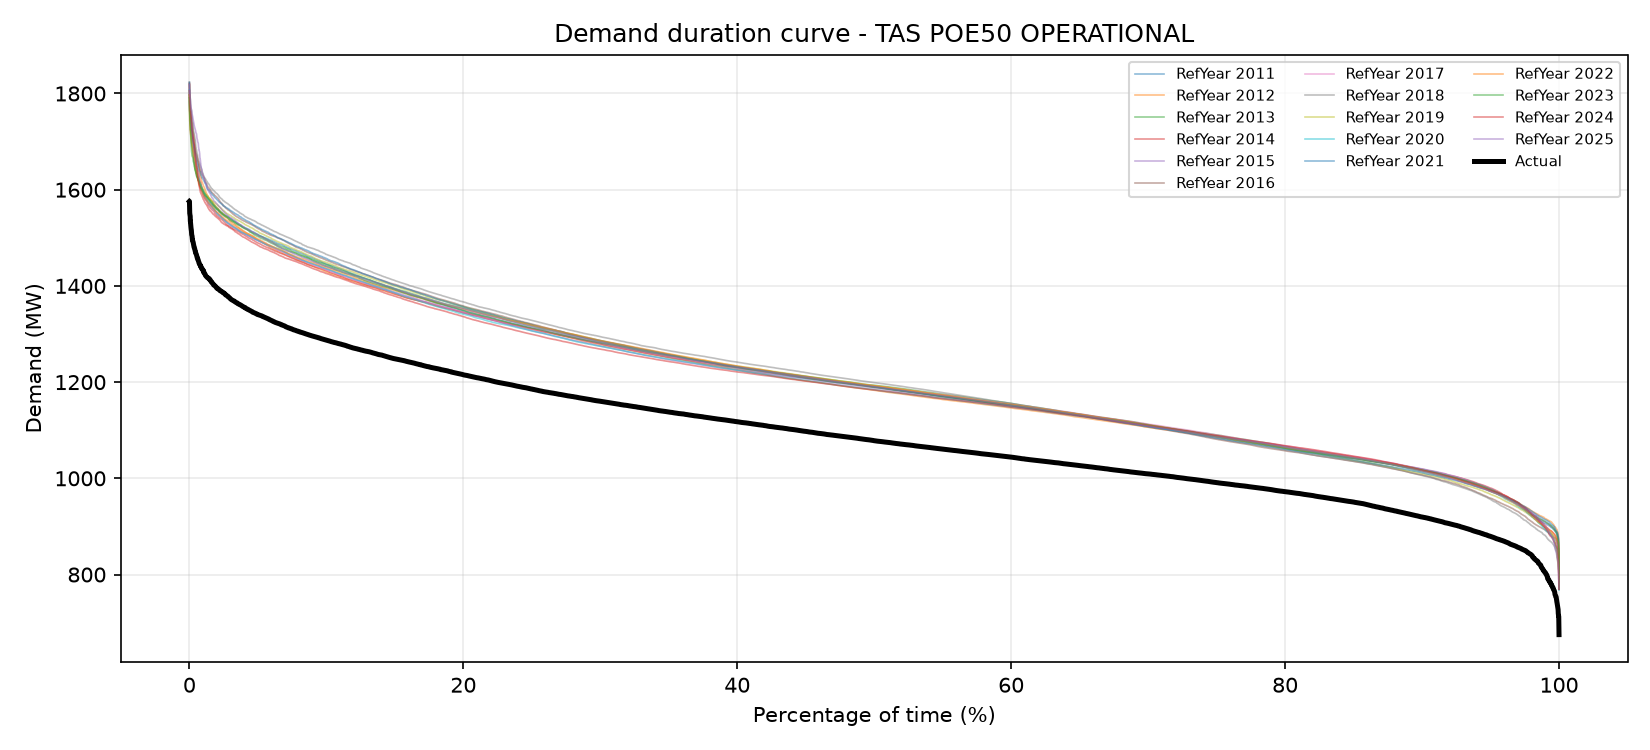 Demand duration curve - TAS POE50 OPERATIONAL
RefYear 2011
RefYear 2012
RefYear 2013
RefYear 2014
RefYear 2015
RefYear 2016
RefYear 2017
RefYear 2018
RefYear 2019
RefYear 2020
RefYear 2021
RefYear 2022
RefYear 2023
RefYear 2024
RefYear 2025
Actual
Demand (MW)
1800
1600
1400
1200
1000
800
0 20 40 60 80 100
Percentage of time (%)